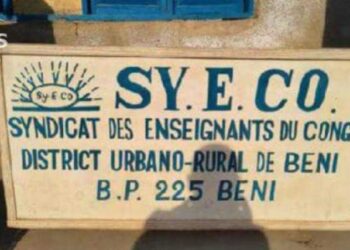 SY.E.CO.
Sy E CO
SYNDICAT DES ENSEIGNANTS DU CONG
DISTRICT URBANO-RURAL DE BENI
B.P. 225 BENI